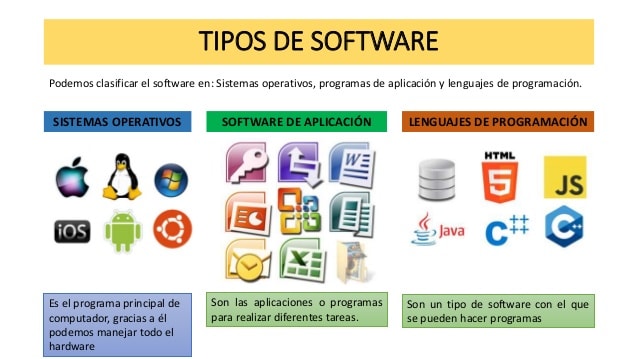 TIPOS DE SOFTWARE
Podemos clasificar el software en: Sistemas operativos, programas de aplicación y lenguajes de programación.
SISTEMAS OPERATIVOS
SOFTWARE DE APLICACIÓN
LENGUAJES DE PROGRAMACIÓN
HTML
5
JS
iOS
W
X
Java
C++
C++
Es el programa principal de
computador, gracias a él
podemos manejar todo el
hardware
Son las aplicaciones o programas
para realizar diferentes tareas.
Son un tipo de software con el que
se pueden hacer programas